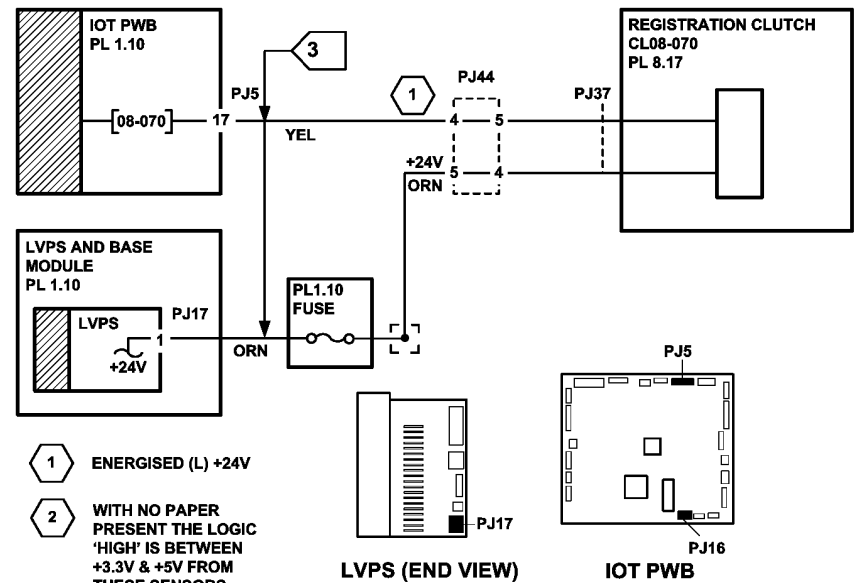 IOT PWB
PL 1.10
3
REGISTRATION CLUTCH
CL08-070
PL 8.17
PJ5
1
PJ44
PJ37
08-070
17
YEL
4
5
+24V
ORN
5
4
LVPS AND BASE
MODULE
PL 1.10
LVPS
PJ17
1
+24V
ORN
PL1.10
FUSE
PJ5
1
ENERGISED (L) +24V
2
WITH NO PAPER
PRESENT THE LOGIC
'HIGH' IS BETWEEN
+3.3V & +5V FROM
THESE SENSORS
PJ17
PJ16
LVPS (END VIEW)
IOT PWB